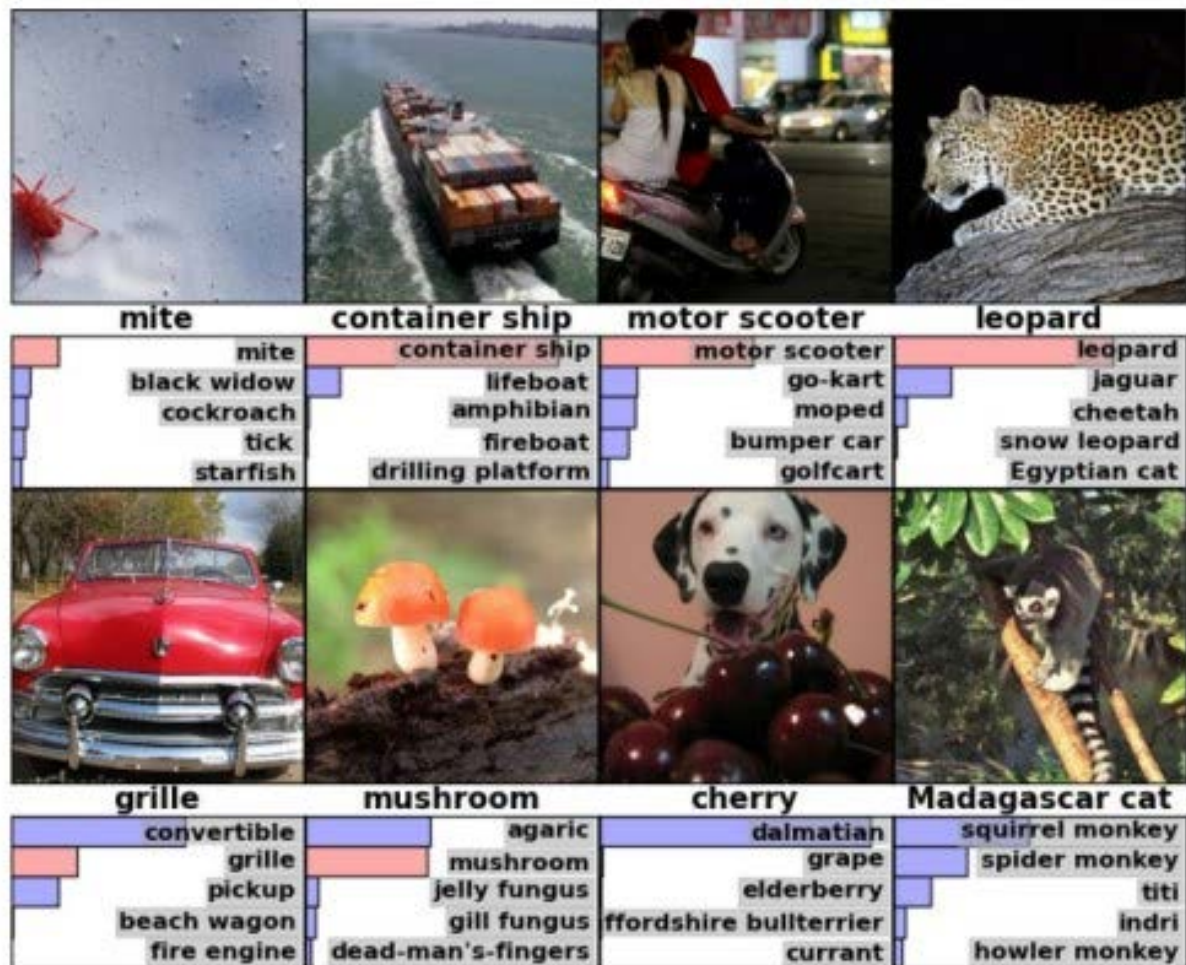 mite
container ship
motor scooter
leopard
mite
black widow
cockroach
tick
starfish
container ship
lifeboat
amphibian
fireboat
drilling platform
motor scooter
go-kart
moped
bumper car
golfcart
leopard
jaguar
cheetah
snow leopard
Egyptian cat
grille
mushroom
cherry
Madagascar cat
convertible
grille
pickup
beach wagon
fire engine
agaric
mushroom
jelly fungus
gill fungus
dead-man's-fingers
dalmatian
grape
elderberry
ffordshire bullterrier
currant
squirrel monkey
spider monkey
titi
indri
howler monkey